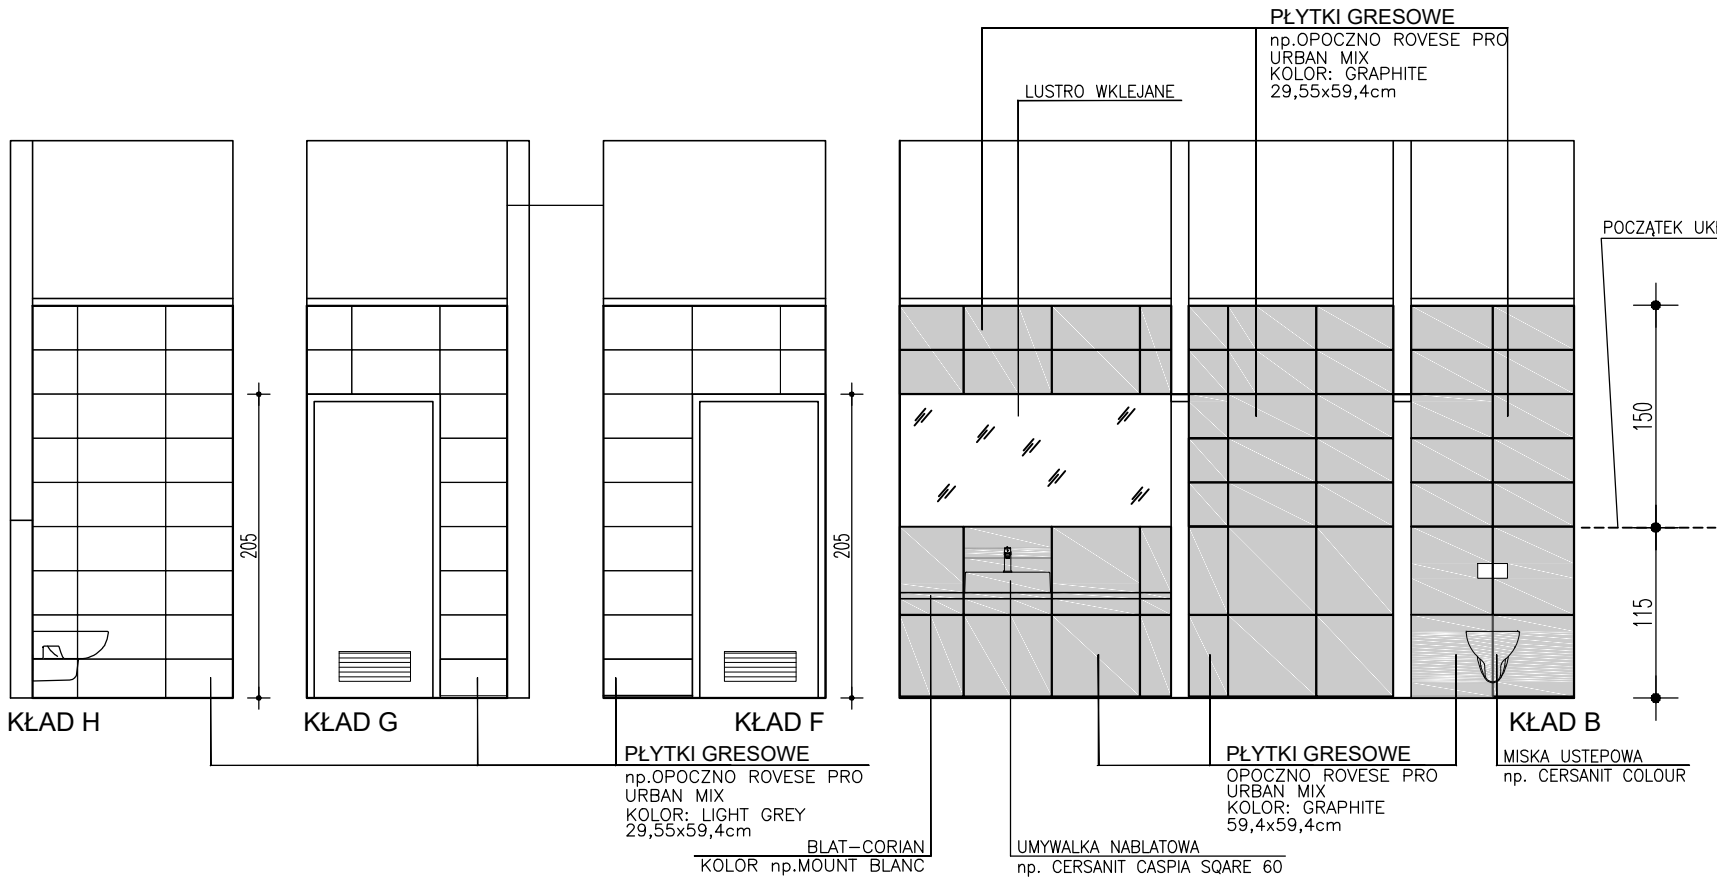 PŁYTKI GRESOWE
np.OPOCZNO ROVESE PRO
URBAN MIX
KOLOR: GRAPHITE
29,55x59,4cm
LUSTRO WKLEJANE
POCZĄTEK
205
205
150
115
KŁAD H
KŁAD G
KŁAD F
KŁAD B
PŁYTKI GRESOWE
np.OPOCZNO ROVESE PRO
URBAN MIX
KOLOR: LIGHT GREY
29,55x59,4cm
PŁYTKI GRESOWE
OPOCZNO ROVESE PRO
URBAN MIX
KOLOR: GRAPHITE
59,4x59,4cm
MISKA USTEPOWA
np. CERSANIT COLOUR
BLAT-CORIAN
KOLOR np.MOUNT BLANC
UMYWALKA NABLATOWA
np. CERSANIT CASPIA SQARE 60